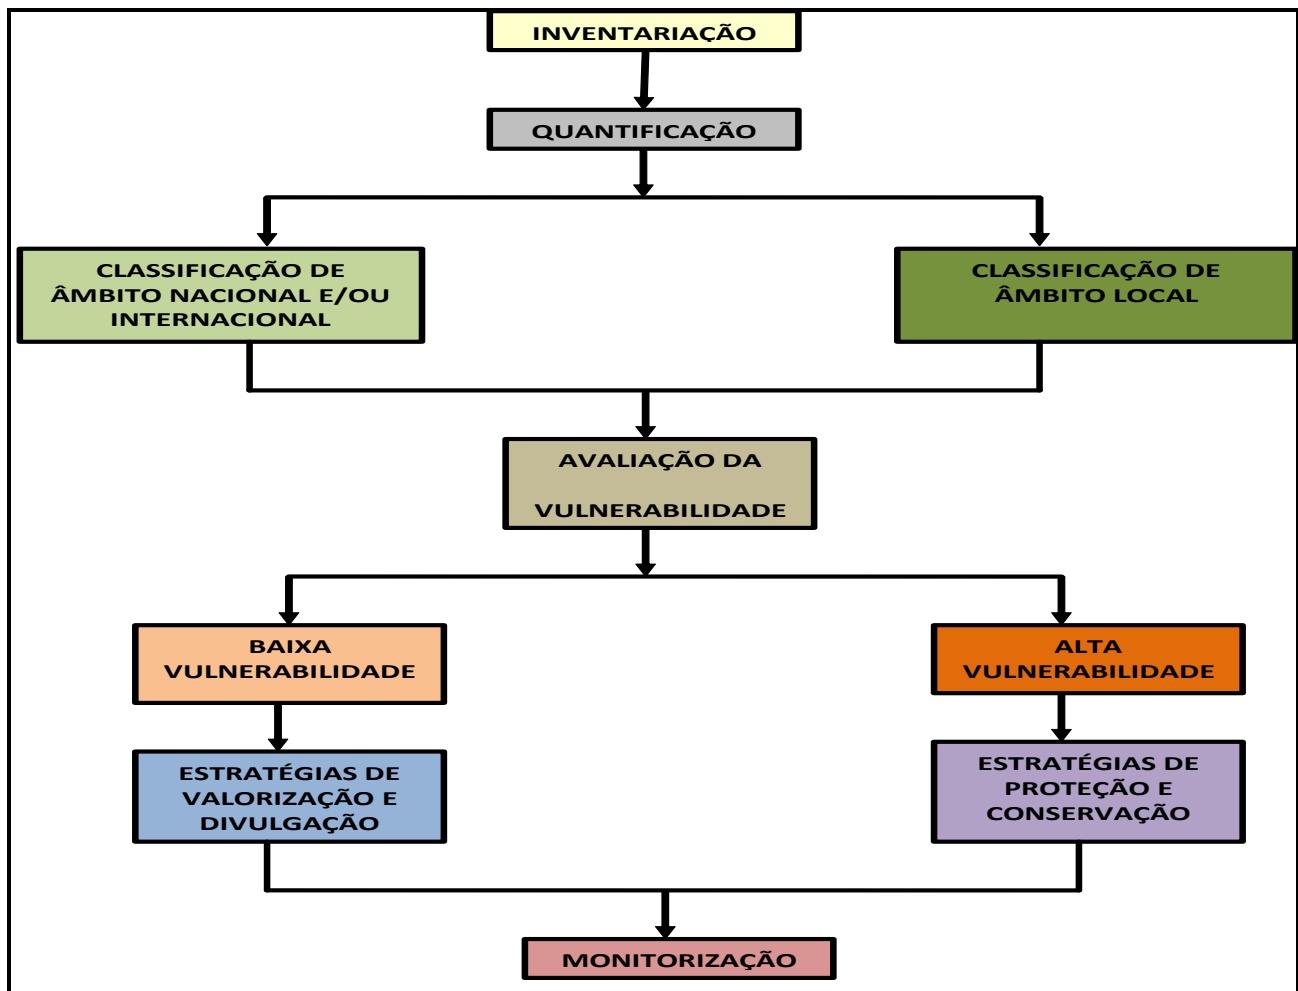 INVENTARIAÇÃO
QUANTIFICAÇÃO
CLASSIFICAÇÃO DE
ÂMBITO NACIONAL E/OU
INTERNACIONAL
CLASSIFICAÇÃO DE
ÂMBITO LOCAL
AVALIAÇÃO DA
VULNERABILIDADE
BAIXA
VULNERABILIDADE
ALTA
VULNERABILIDADE
ESTRATÉGIAS DE
VALORIZAÇÃO E
DIVULGAÇÃO
ESTRATÉGIAS DE
PROTEÇÃO E
CONSERVAÇÃO
MONITORIZAÇÃO